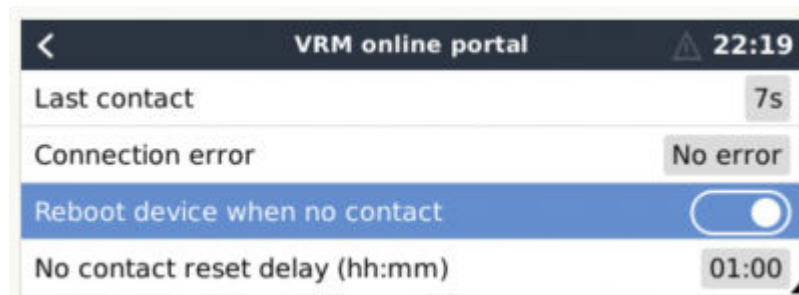 VRM online portal 22:19
Last contact 7s
Connection error No error
Reboot device when no contact
No contact reset delay (hh:mm) 01:00